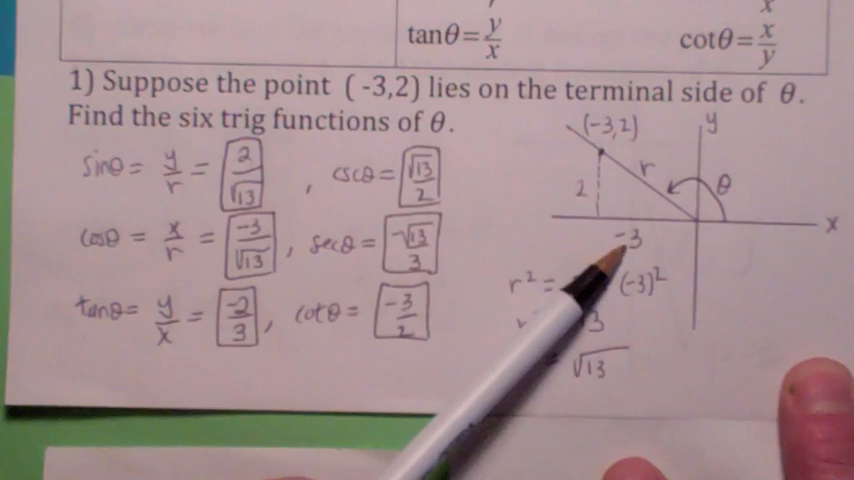 x
tanθ= y/x cotθ= x/y
1) Suppose the point ( -3,2) lies on the terminal side of θ.
Find the six trig functions of θ.
sinθ = y/r = 2/√13 , cscθ = √13/2
cosθ = x/r = -3/√13 , secθ = -√13/3
tanθ = y/x = -2/3 , cotθ = -3/2
(-3,2) y
r θ
2
x
-3
r² = (-3)²
3
√13